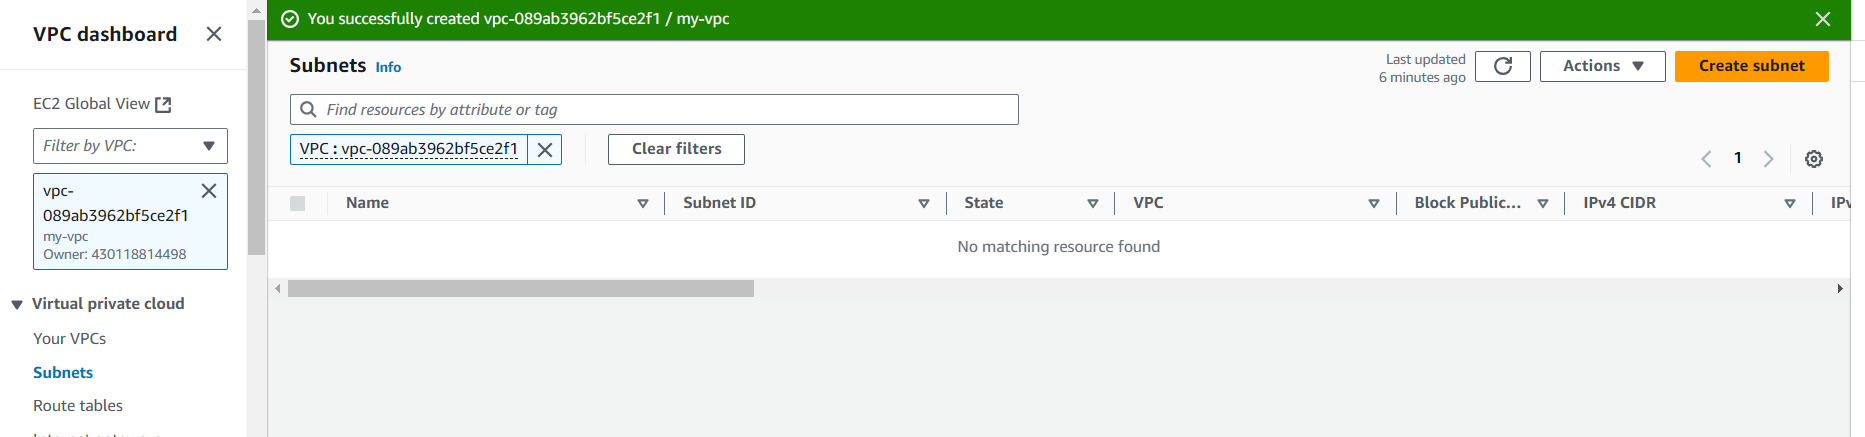 You successfully created vpc-089ab3962bf5ce2f1 / my-vpc
VPC dashboard
EC2 Global View
Filter by VPC:
vpc-
089ab3962bf5ce2f1
my-vpc
Owner: 430118814498
Virtual private cloud
Your VPCs
Subnets
Route tables
Subnets Info
Last updated
6 minutes ago
Actions
Create subnet
Find resources by attribute or tag
VPC : vpc-089ab3962bf5ce2f1
Clear filters
1
Name Subnet ID State VPC Block Public... IPv4 CIDR
No matching resource found